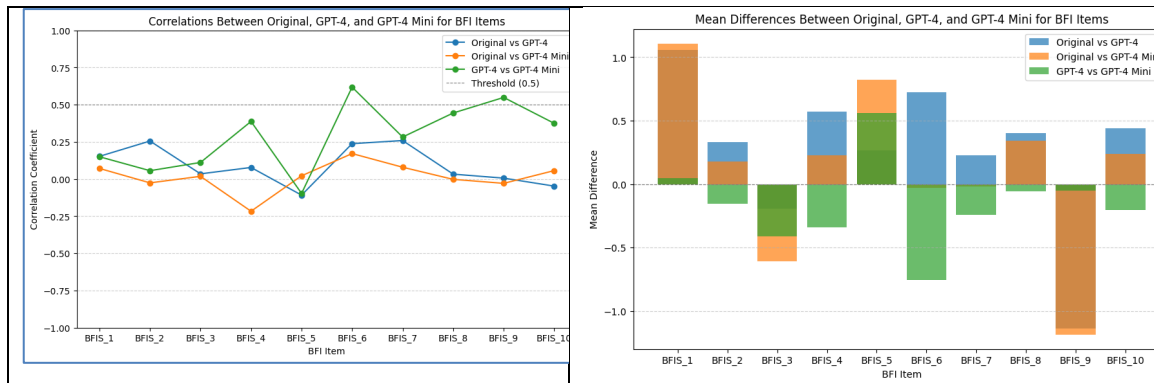 Correlations Between Original, GPT-4, and GPT-4 Mini for BFI Items
1.00
0.75
0.50
0.25
0.00
−0.25
−0.50
−0.75
−1.00
Correlation Coefficient
Original vs GPT-4
Original vs GPT-4 Mini
GPT-4 vs GPT-4 Mini
Threshold (0.5)
BFIS_1 BFIS_2 BFIS_3 BFIS_4 BFIS_5 BFIS_6 BFIS_7 BFIS_8 BFIS_9 BFIS_10
BFI Item
Mean Differences Between Original, GPT-4, and GPT-4 Mini for BFI Items
1.0
0.5
0.0
−0.5
−1.0
Mean Difference
Original vs GPT-4
Original vs GPT-4 Mini
GPT-4 vs GPT-4 Mini
BFIS_1 BFIS_2 BFIS_3 BFIS_4 BFIS_5 BFIS_6 BFIS_7 BFIS_8 BFIS_9 BFIS_10
BFI Item